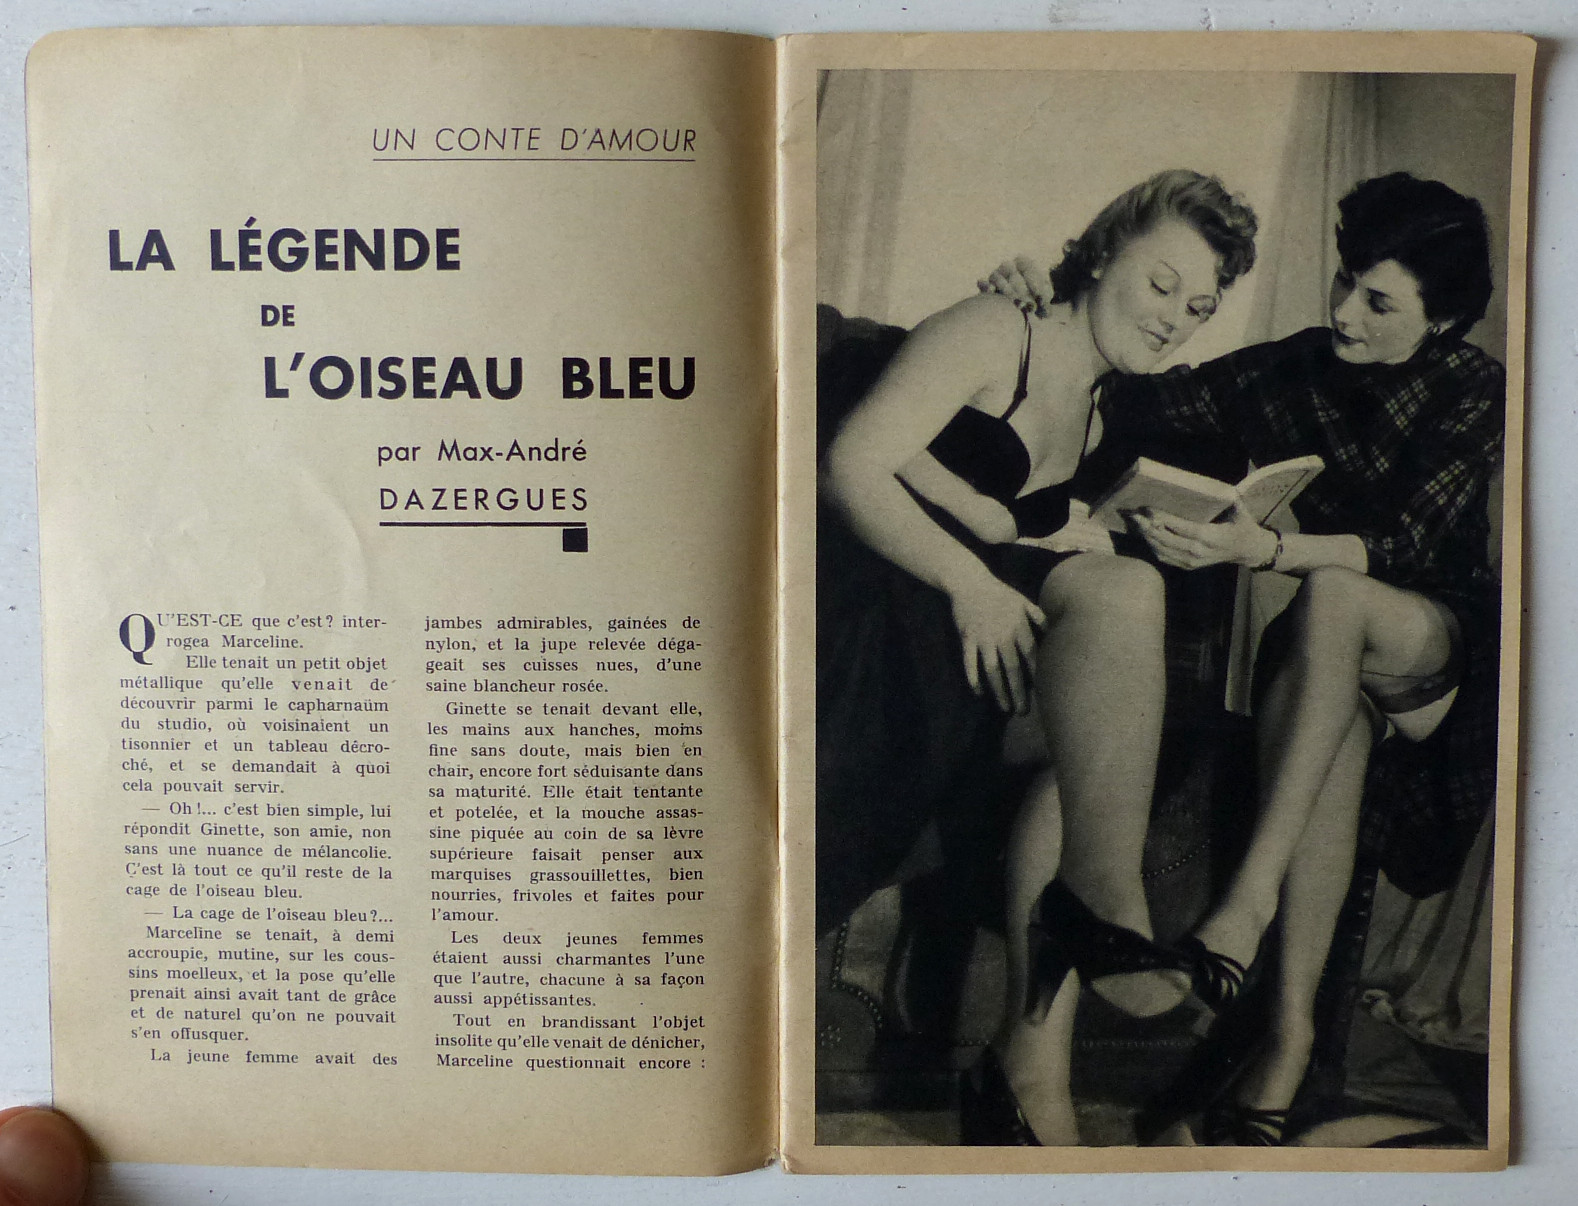 UN CONTE D'AMOUR
LA LÉGENDE
DE
L'OISEAU BLEU
par Max-André
DAZERGUES
QU'EST-CE que c'est? inter-
rogea Marceline.
Elle tenait un petit objet
métallique qu'elle venait de
découvrir parmi le capharnaüm
du studio, où voisinaient un
tisonnier et un tableau décro-
ché, et se demandait à quoi
cela pouvait servir.
— Oh!... c'est bien simple, lui
répondit Ginette, son amie, non
sans une nuance de mélancolie.
C'est là tout ce qu'il reste de la
cage de l'oiseau bleu.
— La cage de l'oiseau bleu?...
Marceline se tenait, à demi
accroupie, mutine, sur les cous-
sins moelleux, et la pose qu'elle
prenait ainsi avait tant de grâce
et de naturel qu'on ne pouvait
s'en offusquer.
La jeune femme avait des
jambes admirables, gainées de
nylon, et la jupe relevée déga-
geait ses cuisses nues, d'une
saine blancheur rosée.
Ginette se tenait devant elle,
les mains aux hanches, moins
fine sans doute, mais bien en
chair, encore fort séduisante dans
sa maturité. Elle était tentante
et potelée, et la mouche assas-
sine piquée au coin de sa lèvre
supérieure faisait penser aux
marquises grassouillettes, bien
nourries, frivoles et faites pour
l'amour.
Les deux jeunes femmes
étaient aussi charmantes l'une
que l'autre, chacune à sa façon
aussi appétissantes.
Tout en brandissant l'objet
insolite qu'elle venait de dénicher,
Marceline questionnait encore :